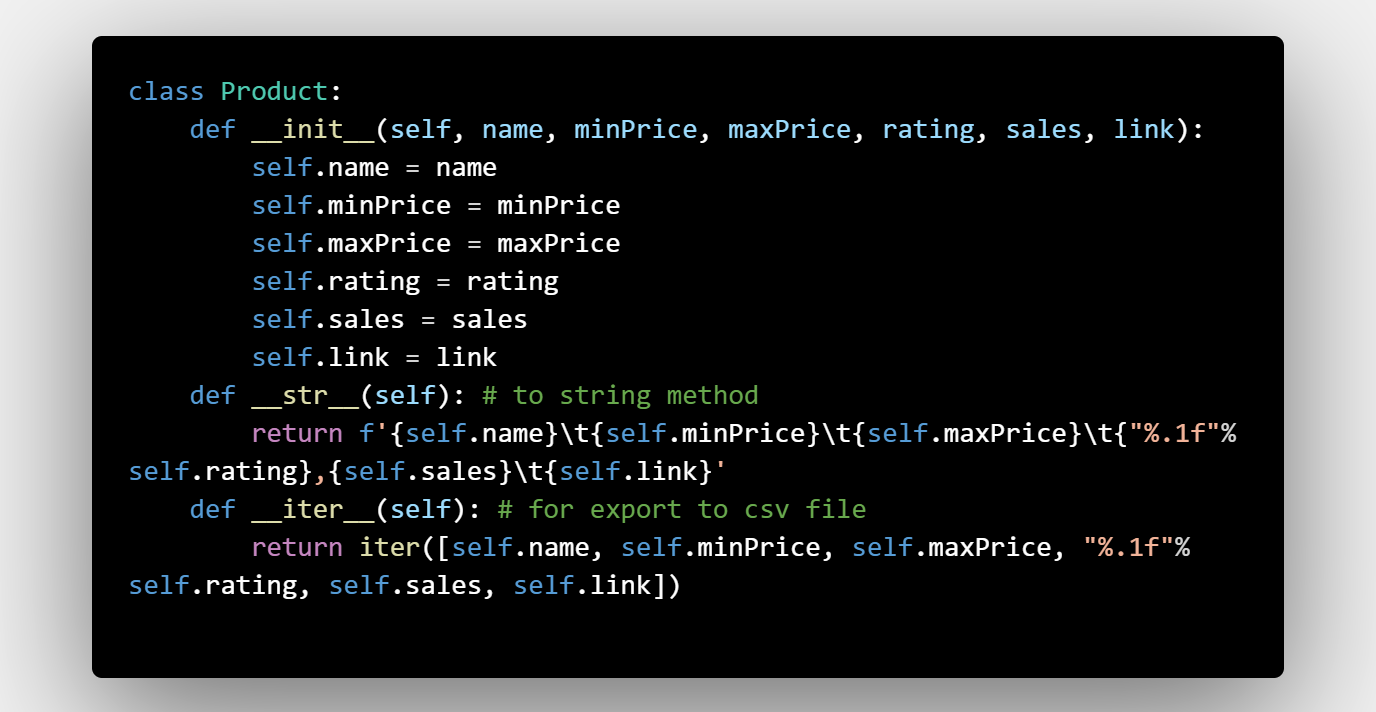 class Product:
    def __init__(self, name, minPrice, maxPrice, rating, sales, link):
        self.name = name
        self.minPrice = minPrice
        self.maxPrice = maxPrice
        self.rating = rating
        self.sales = sales
        self.link = link
    def __str__(self): # to string method
        return f'{self.name}\t{self.minPrice}\t{self.maxPrice}\t{"%.1f"%
self.rating},{self.sales}\t{self.link}'
    def __iter__(self): # for export to csv file
        return iter([self.name, self.minPrice, self.maxPrice, "%.1f"%
self.rating, self.sales, self.link])